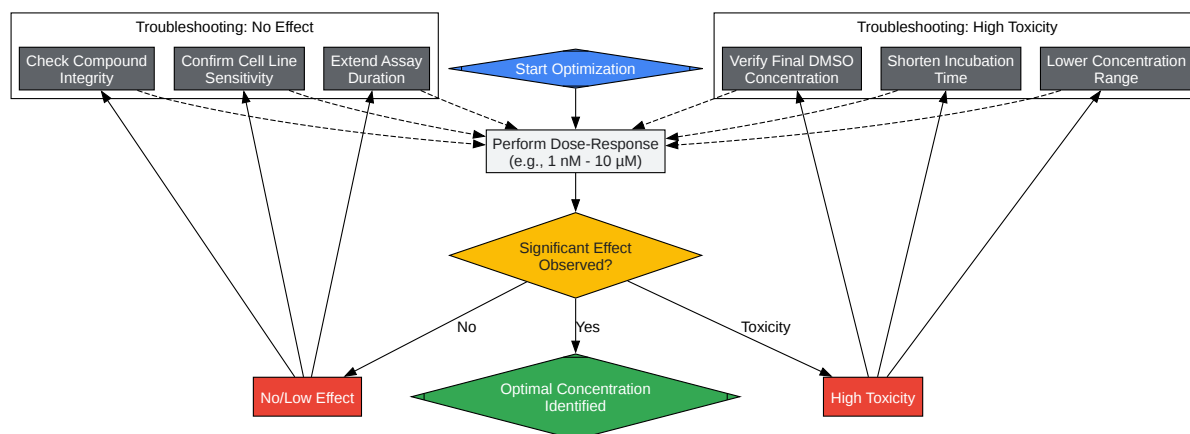 Troubleshooting: No Effect
Troubleshooting: High Toxicity
Check Compound
Integrity
Confirm Cell Line
Sensitivity
Extend Assay
Duration
Start Optimization
Verify Final DMSO
Concentration
Shorten Incubation
Time
Lower Concentration
Range
Perform Dose-Response
(e.g., 1 nM - 10 µM)
Significant Effect
Observed?
No
Yes
Toxicity
No/Low Effect
Optimal Concentration
Identified
High Toxicity